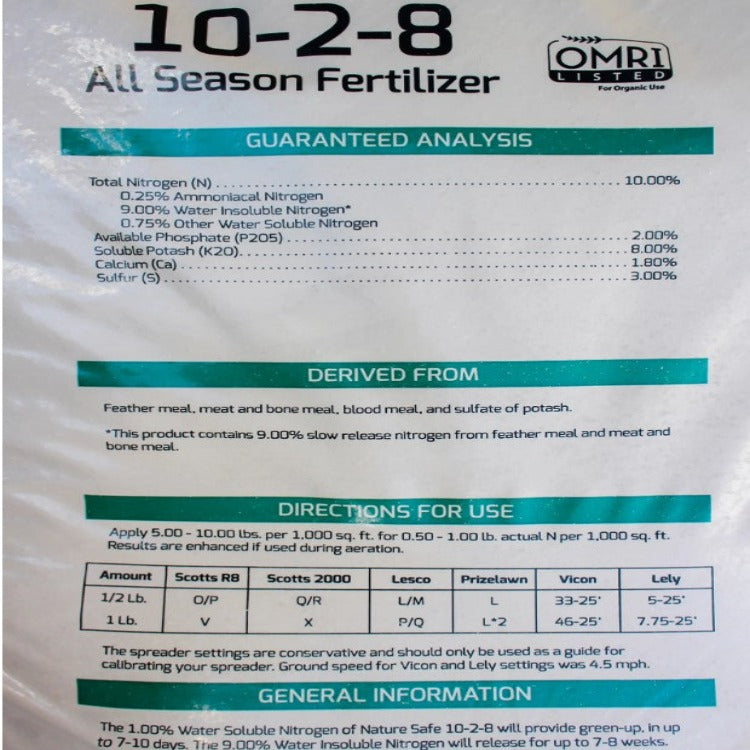 10-2-8
All Season Fertilizer
OMRI
LISTED
For Organic Use
GUARANTEED ANALYSIS
Total Nitrogen (N) .......................................................... 10.00%
0.25% Ammoniacal Nitrogen
9.00% Water Insoluble Nitrogen*
0.75% Other Water Soluble Nitrogen
Available Phosphate (P2O5) ................................................ 2.00%
Soluble Potash (K2O) ...................................................... 8.00%
Calcium (Ca) .............................................................. 1.80%
Sulfur (S) ................................................................ 3.00%
DERIVED FROM
Feather meal, meat and bone meal, blood meal, and sulfate of potash.
*This product contains 9.00% slow release nitrogen from feather meal and meat and
bone meal.
DIRECTIONS FOR USE
Apply 5.00 - 10.00 lbs. per 1,000 sq. ft. for 0.50 - 1.00 lb. actual N per 1,000 sq. ft.
Results are enhanced if used during aeration.
Amount Scotts R8 Scotts 2000 Lesco Prizelawn Vicon Lely
1/2 Lb. O/P Q/R L/M L 33-25' 5-25'
1 Lb. V X P/Q L*2 46-25' 7.75-25'
The spreader settings are conservative and should only be used as a guide for
calibrating your spreader. Ground speed for Vicon and Lely settings was 4.5 mph.
GENERAL INFORMATION
The 1.00% Water Soluble Nitrogen of Nature Safe 10-2-8 will provide green-up, in up
to 7-10 days. The 9.00% Water Insoluble Nitrogen will release for up to 7-8 weeks.